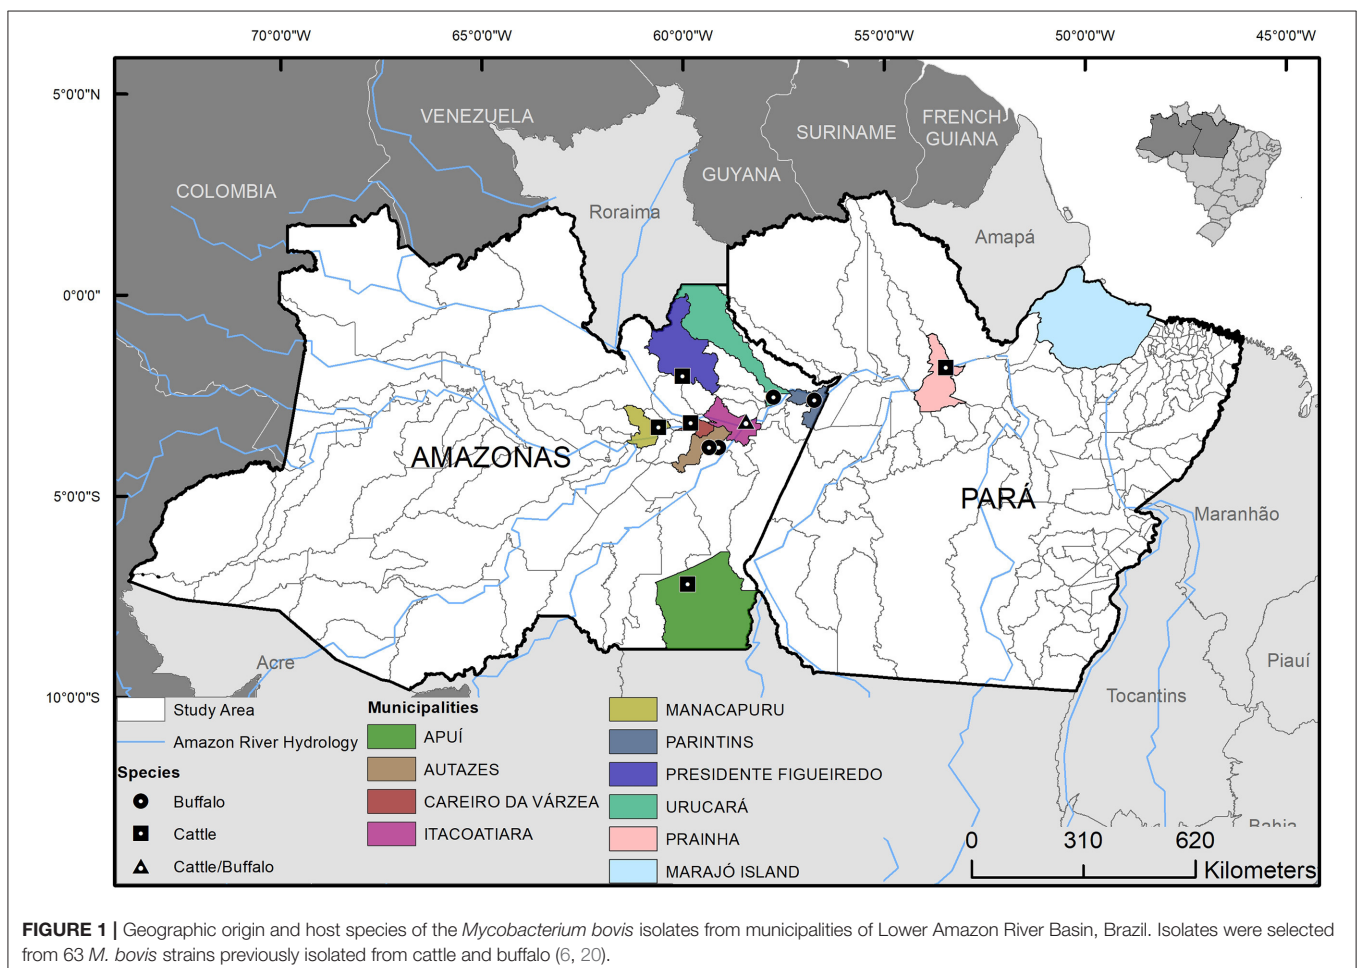 70°0'0"W 65°0'0"W 60°0'0"W 55°0'0"W 50°0'0"W 45°0'0"W
5°0'0"N
0°0'0"
5°0'0"S
10°0'0"S
VENEZUELA
COLOMBIA
GUYANA
SURINAME
FRENCH
GUIANA
Roraima
Amapá
AMAZONAS
PARÁ
Maranhão
Piauí
Tocantins
Acre
Bahia
Study Area
Amazon River Hydrology
Species
Buffalo
Cattle
Cattle/Buffalo
Municipalities
APUÍ
AUTAZES
CAREIRO DA VÁRZEA
ITACOATIARA
MANACAPURU
PARINTINS
PRESIDENTE FIGUEIREDO
URUCARÁ
PRAINHA
MARAJÓ ISLAND
0 310 620
Kilometers
FIGURE 1 | Geographic origin and host species of the Mycobacterium bovis isolates from municipalities of Lower Amazon River Basin, Brazil. Isolates were selected
from 63 M. bovis strains previously isolated from cattle and buffalo (6, 20).